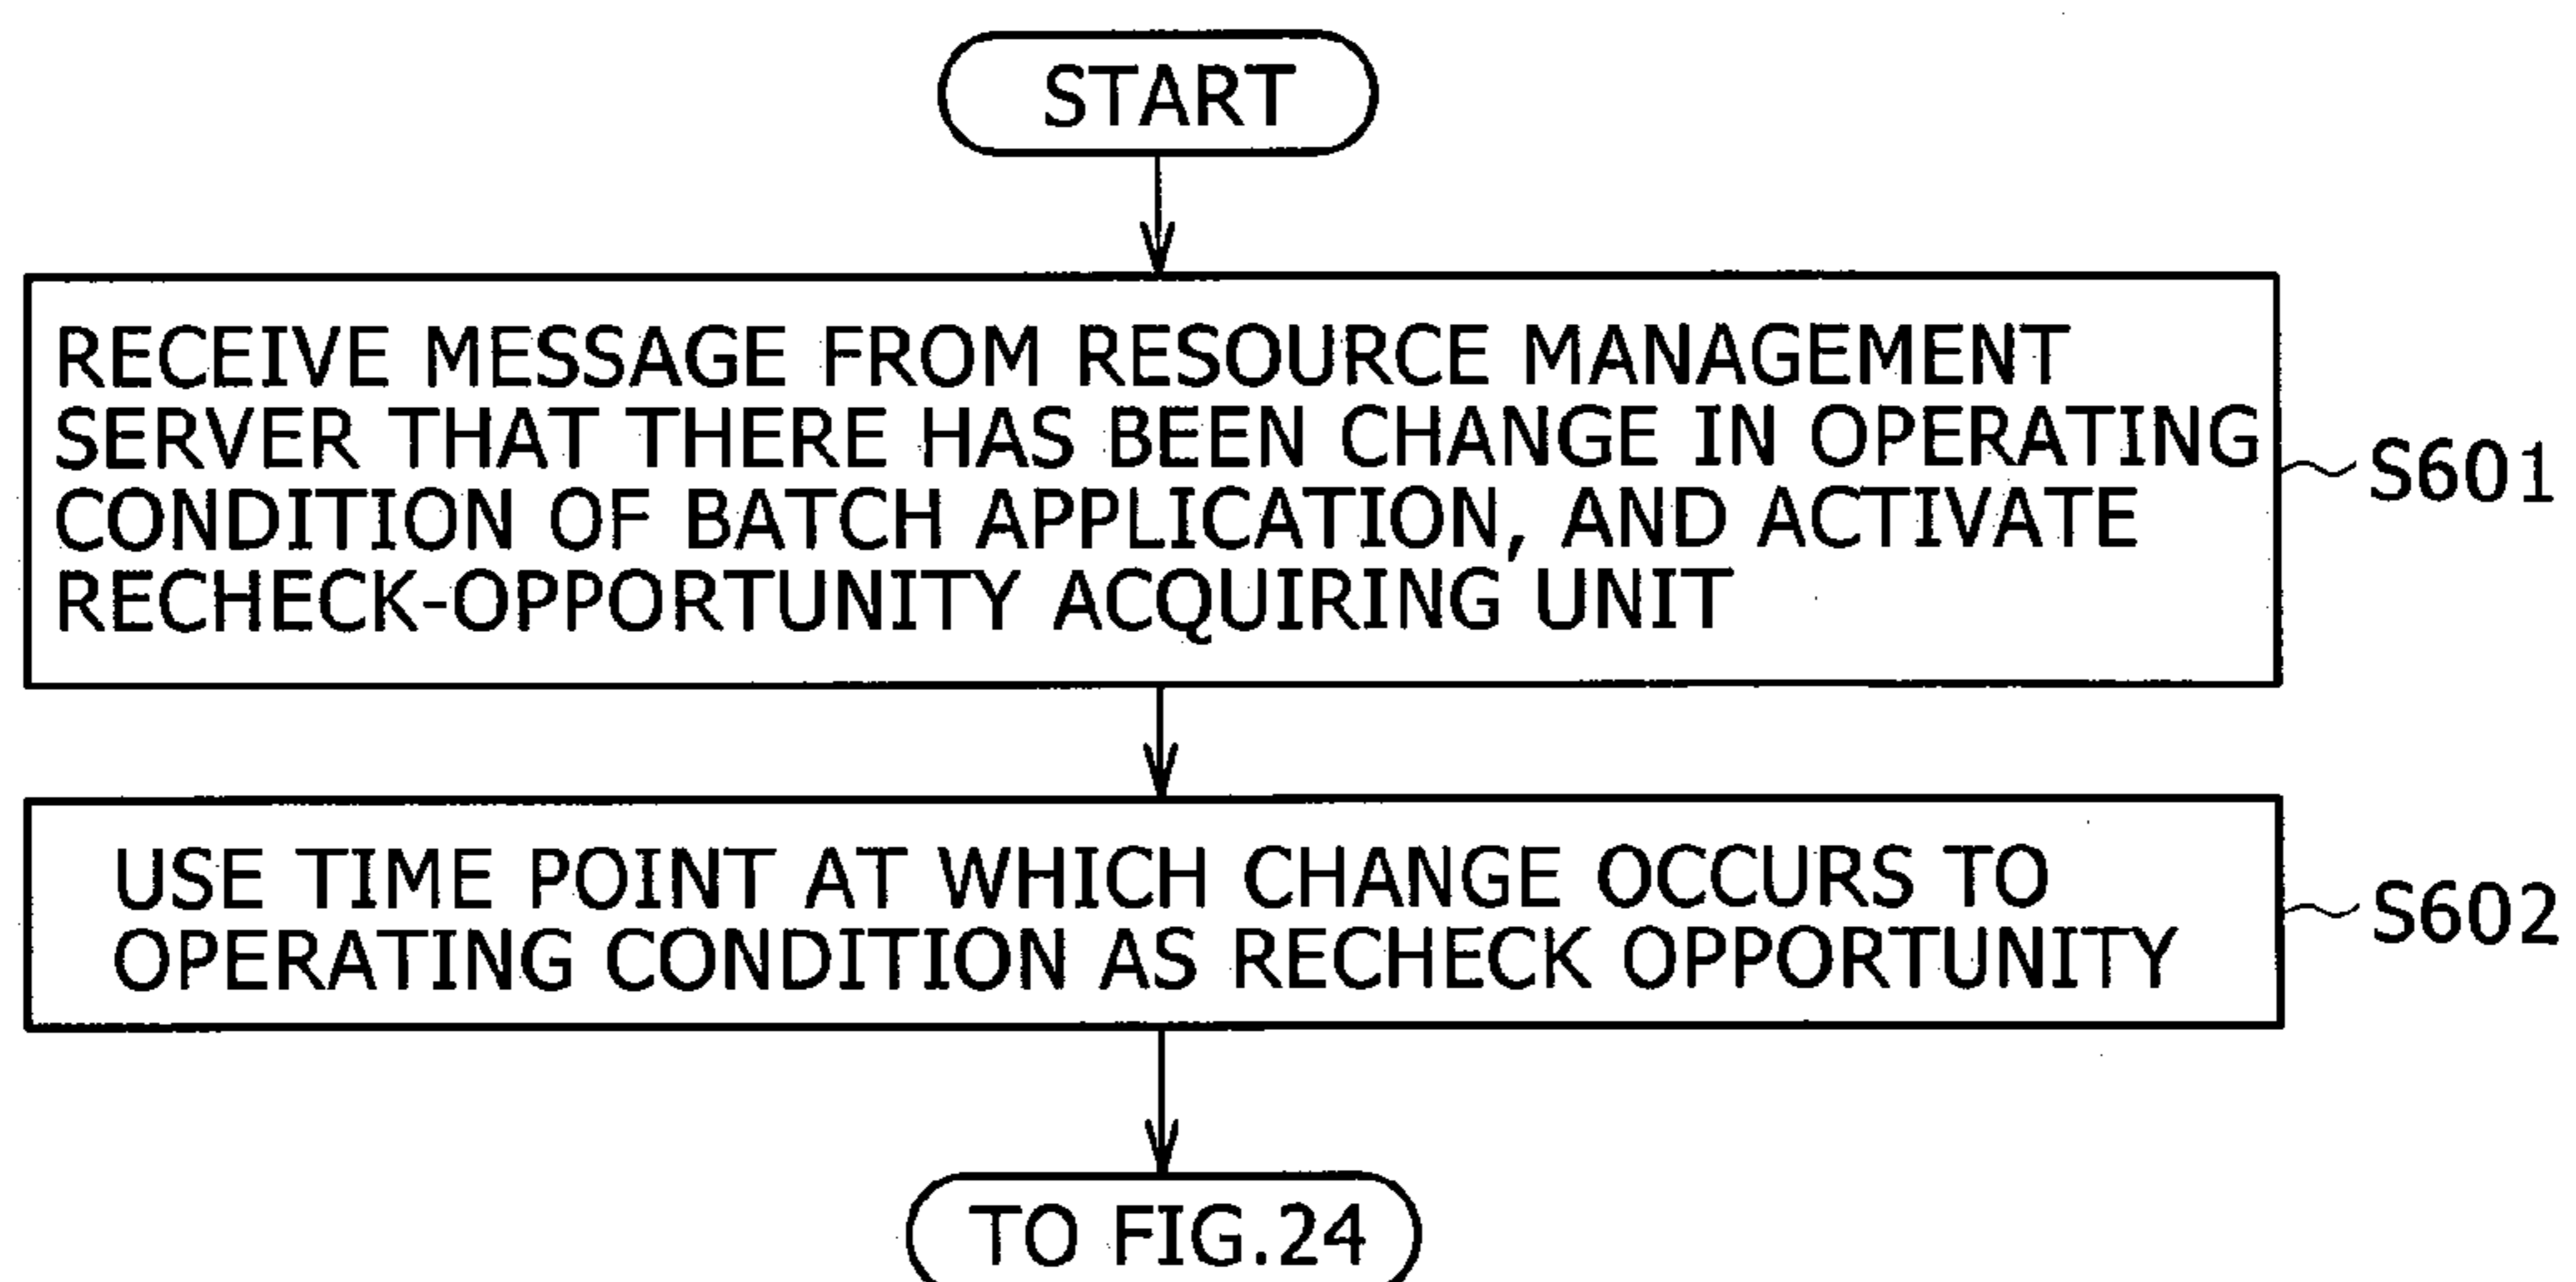 START
RECEIVE MESSAGE FROM RESOURCE MANAGEMENT
SERVER THAT THERE HAS BEEN CHANGE IN OPERATING
CONDITION OF BATCH APPLICATION, AND ACTIVATE
RECHECK-OPPORTUNITY ACQUIRING UNIT
S601
USE TIME POINT AT WHICH CHANGE OCCURS TO
OPERATING CONDITION AS RECHECK OPPORTUNITY
S602
TO FIG.24